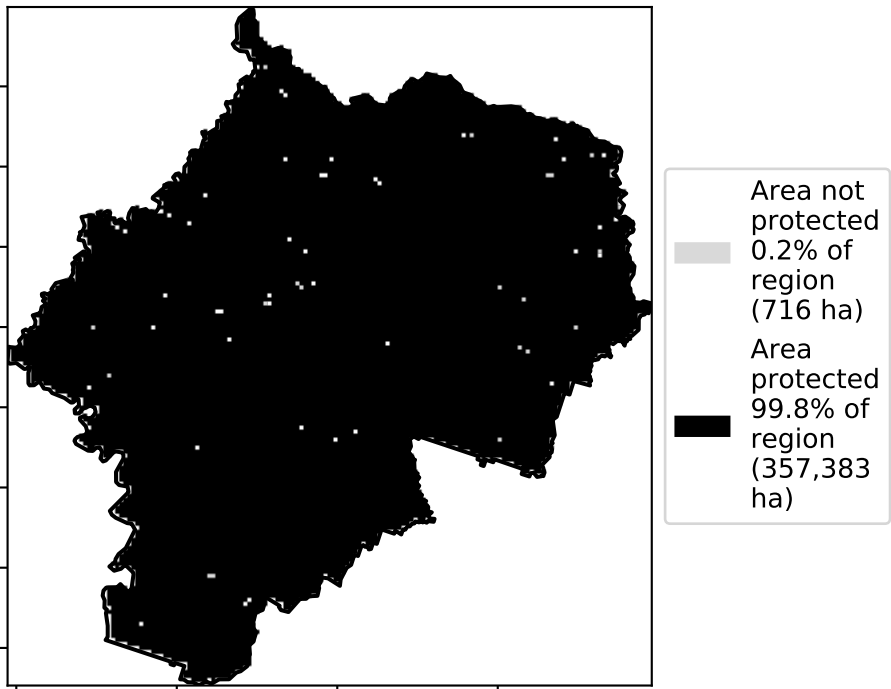 Area not
protected
0.2% of
region
(716 ha)
Area
protected
99.8% of
region
(357,383
ha)